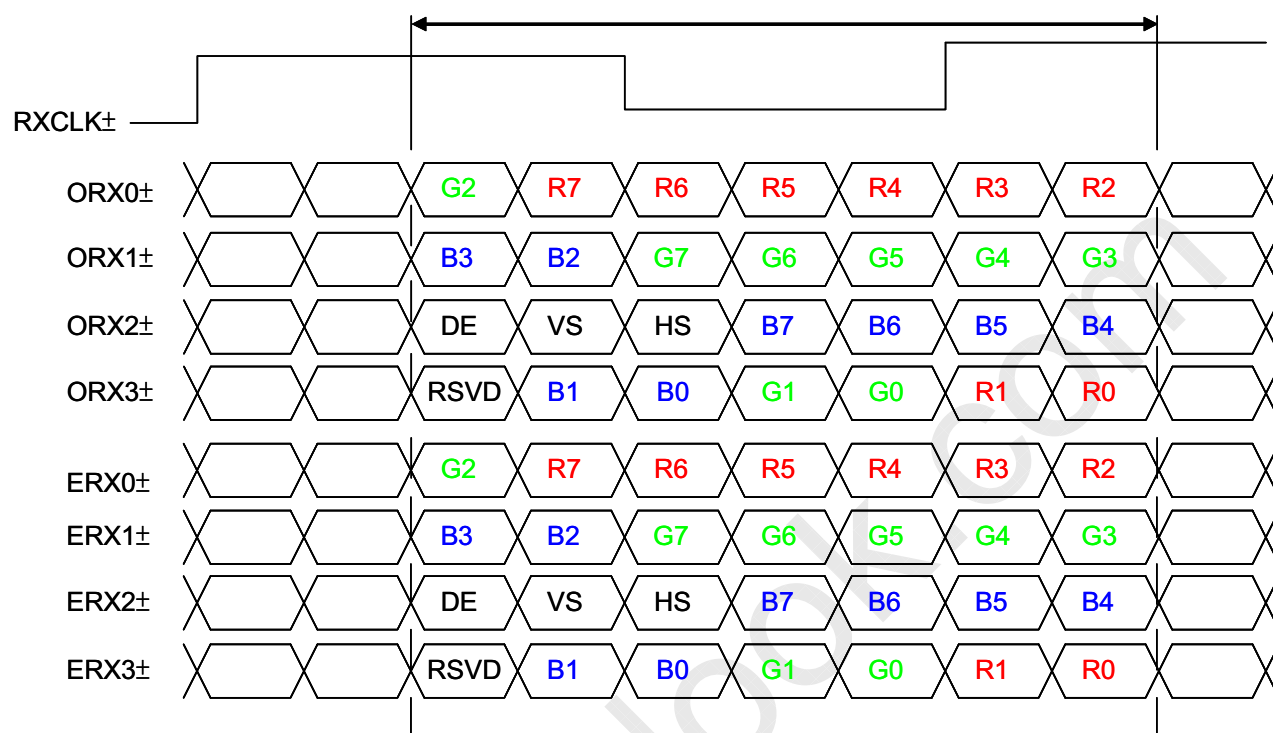 RXCLK±
ORX0± G2 R7 R6 R5 R4 R3 R2
ORX1± B3 B2 G7 G6 G5 G4 G3
ORX2± DE VS HS B7 B6 B5 B4
ORX3± RSVD B1 B0 G1 G0 R1 R0
ERX0± G2 R7 R6 R5 R4 R3 R2
ERX1± B3 B2 G7 G6 G5 G4 G3
ERX2± DE VS HS B7 B6 B5 B4
ERX3± RSVD B1 B0 G1 G0 R1 R0
look.com